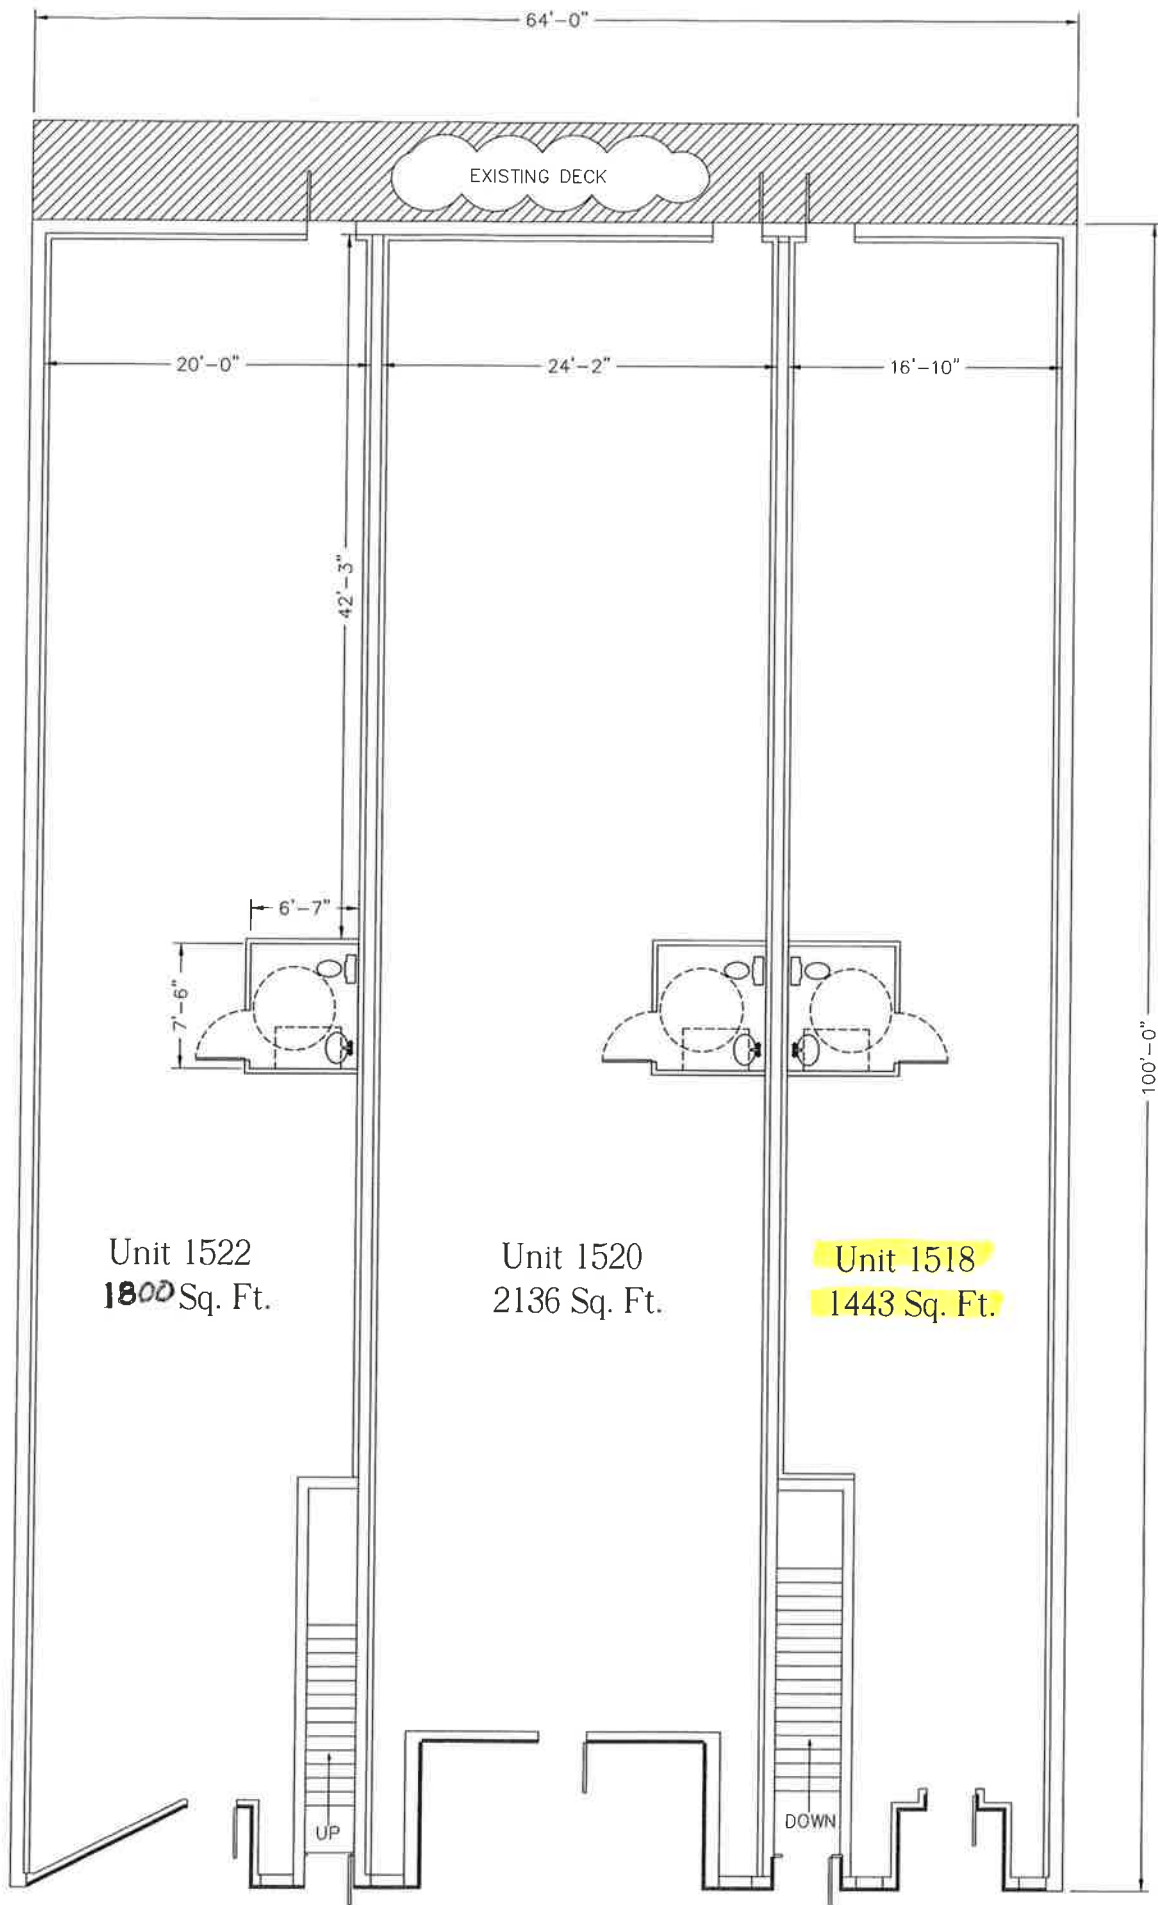 64'-0"
EXISTING DECK
20'-0"
24'-2"
16'-10"
42'-3"
6'-7"
7'-6"
100'-0"
Unit 1522
1800 Sq. Ft.
Unit 1520
2136 Sq. Ft.
Unit 1518
1443 Sq. Ft.
UP
DOWN